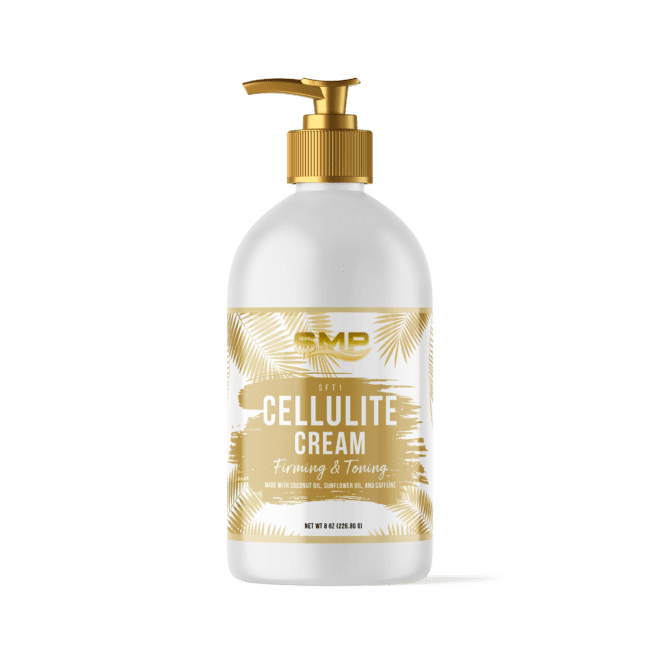 SMP
SFT1
CELLULITE
CREAM
Firming & Toning
MADE WITH COCONUT OIL, SUNFLOWER OIL, AND CAFFEINE
NET WT 8 OZ (226.80 G)